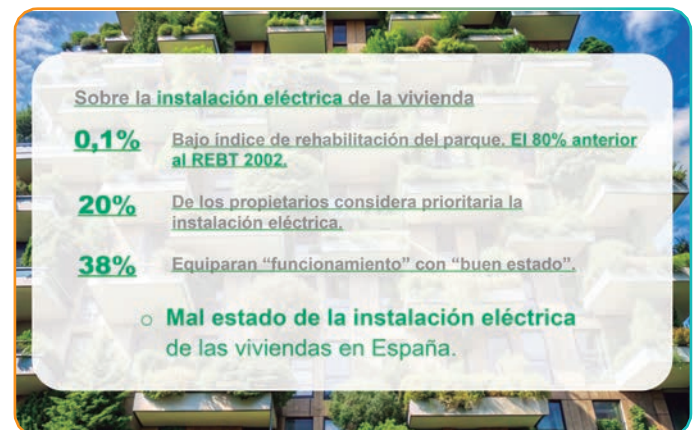 Sobre la instalación eléctrica de la vivienda
0,1% Bajo índice de rehabilitación del parque. El 80% anterior
al REBT 2002.
20% De los propietarios considera prioritaria la
instalación eléctrica.
38% Equiparan “funcionamiento” con “buen estado”.
o Mal estado de la instalación eléctrica
de las viviendas en España.